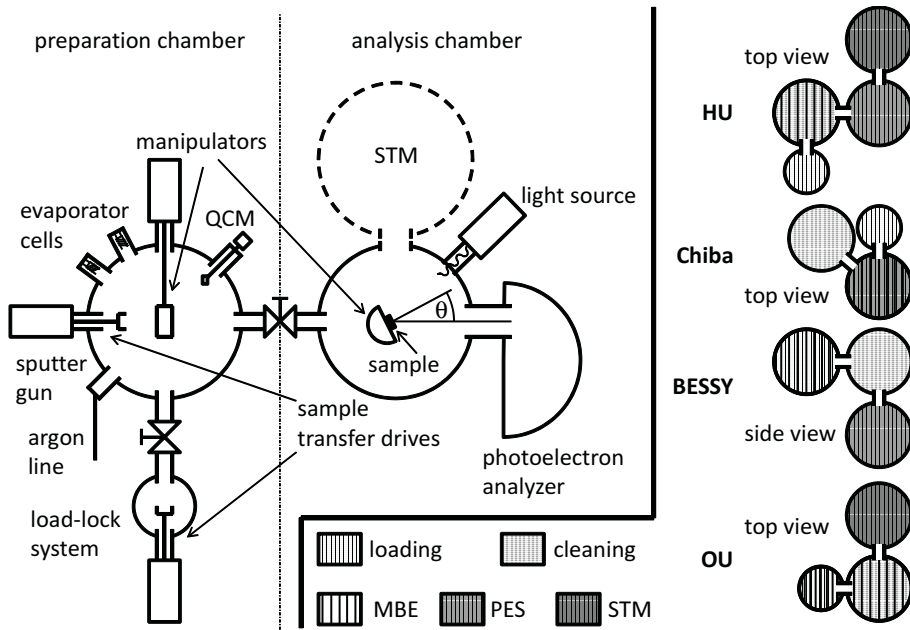 preparation chamber
analysis chamber
manipulators
STM
light source
evaporator
cells
QCM
θ
sample
sputter
gun
argon
line
sample
transfer drives
photoelectron
analyzer
load-lock
system
loading
cleaning
MBE
PES
STM
top view
HU
Chiba
top view
BESSY
side view
top view
OU